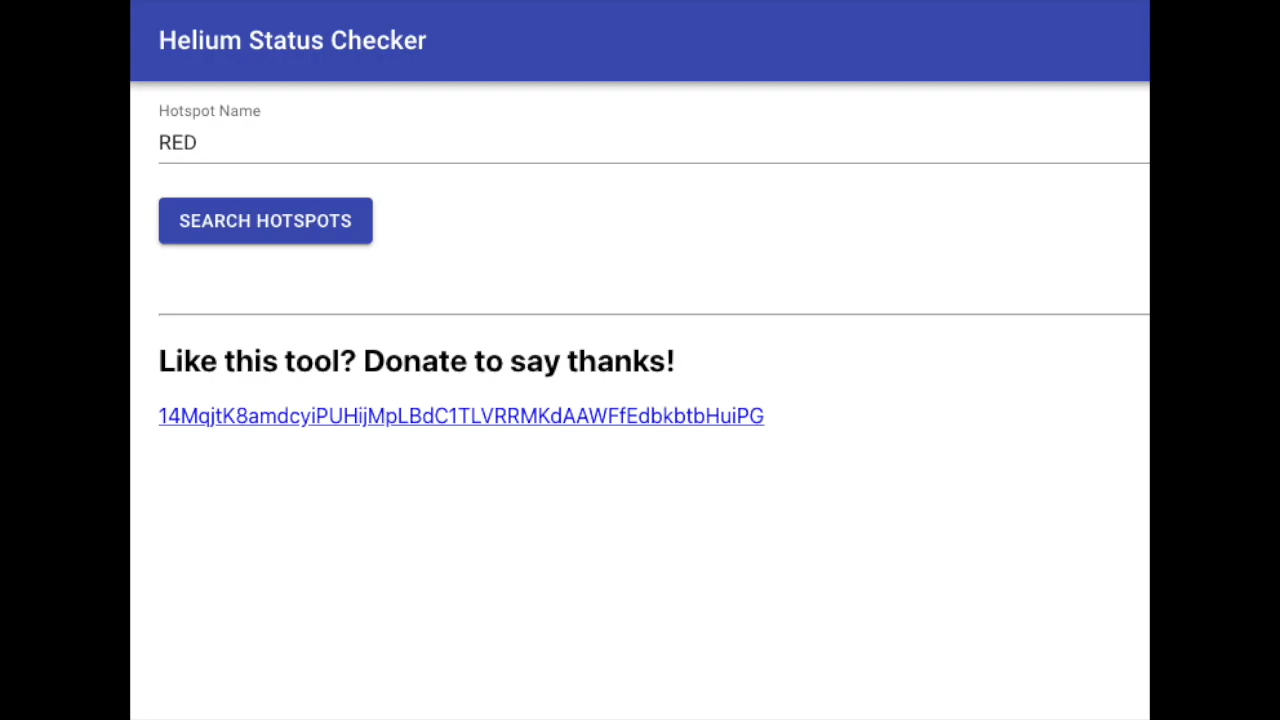 Helium Status Checker
Hotspot Name
RED
SEARCH HOTSPOTS
Like this tool? Donate to say thanks!
14MqjtK8amdcyiPUHijMpLBdC1TLVRRMKdAAWFfEdbkbtbHuiPG